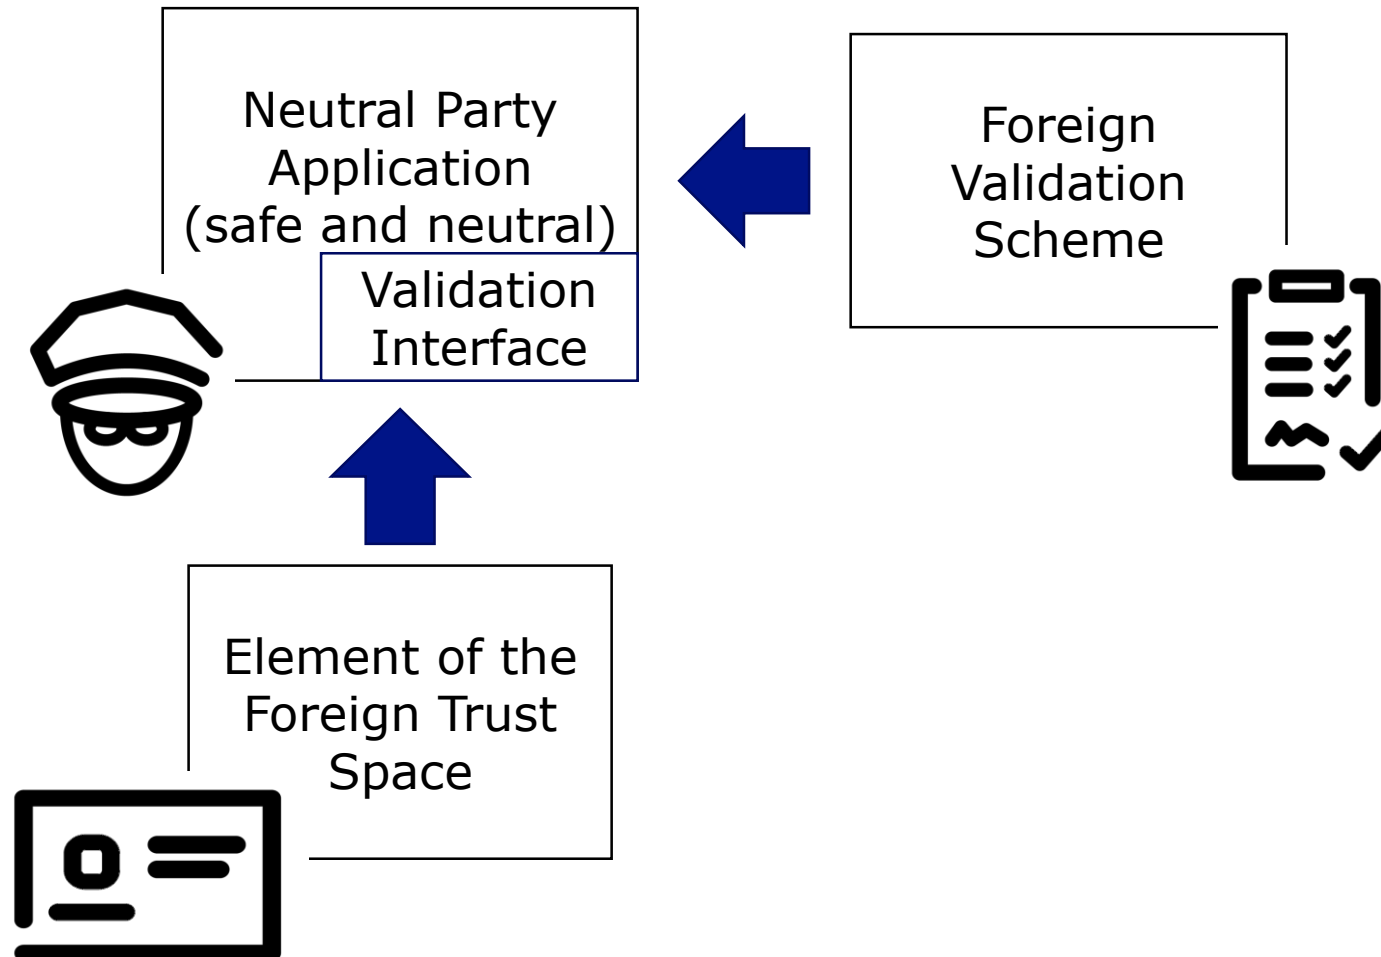 Neutral Party
Application
(safe and neutral)
Validation
Interface
Foreign
Validation
Scheme
Element of the
Foreign Trust
Space